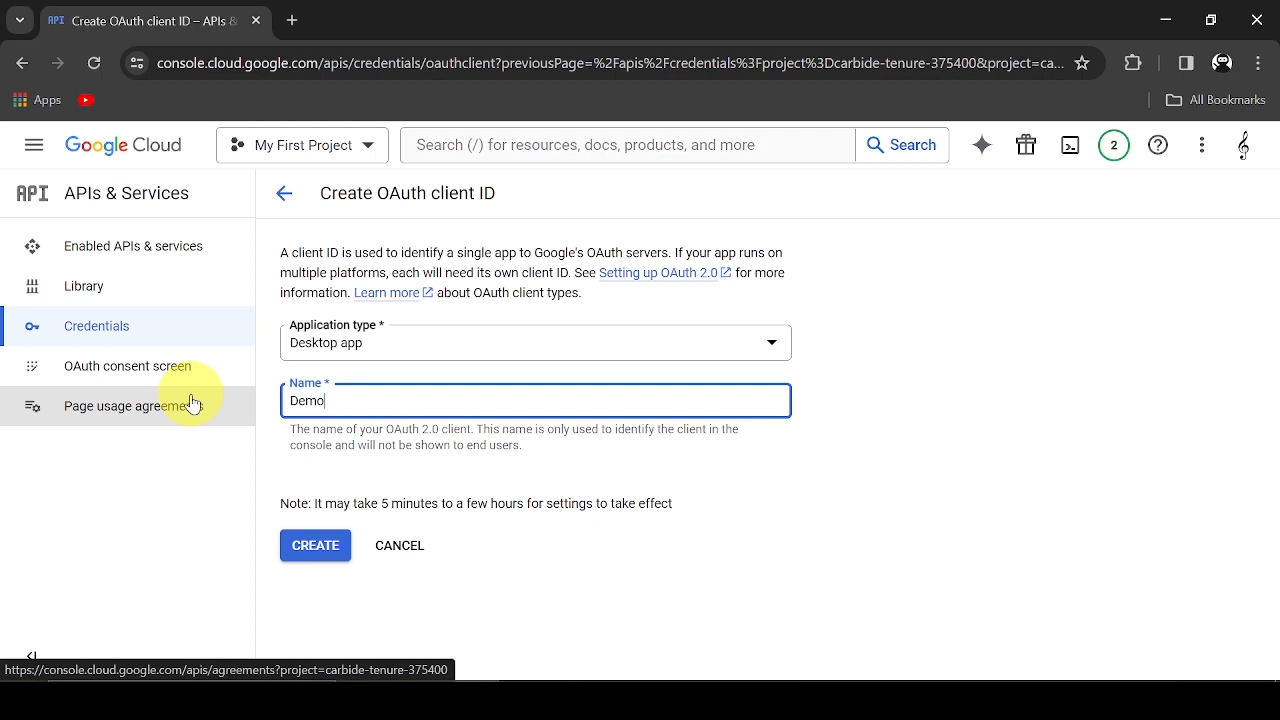 API Create OAuth client ID – APIs &
console.cloud.google.com/apis/credentials/oauthclient?previousPage=%2Fapis%2Fcredentials%3Fproject%3Dcarbide-tenure-375400&project=ca...
Apps
All Bookmarks
Google Cloud
My First Project
Search (/) for resources, docs, products, and more
Search
2
API APIs & Services
Create OAuth client ID
Enabled APIs & services
Library
Credentials
OAuth consent screen
Page usage agreements
A client ID is used to identify a single app to Google's OAuth servers. If your app runs on
multiple platforms, each will need its own client ID. See Setting up OAuth 2.0 for more
information. Learn more about OAuth client types.
Application type *
Desktop app
Name *
Demo
The name of your OAuth 2.0 client. This name is only used to identify the client in the
console and will not be shown to end users.
Note: It may take 5 minutes to a few hours for settings to take effect
CREATE CANCEL
https://console.cloud.google.com/apis/agreements?project=carbide-tenure-375400